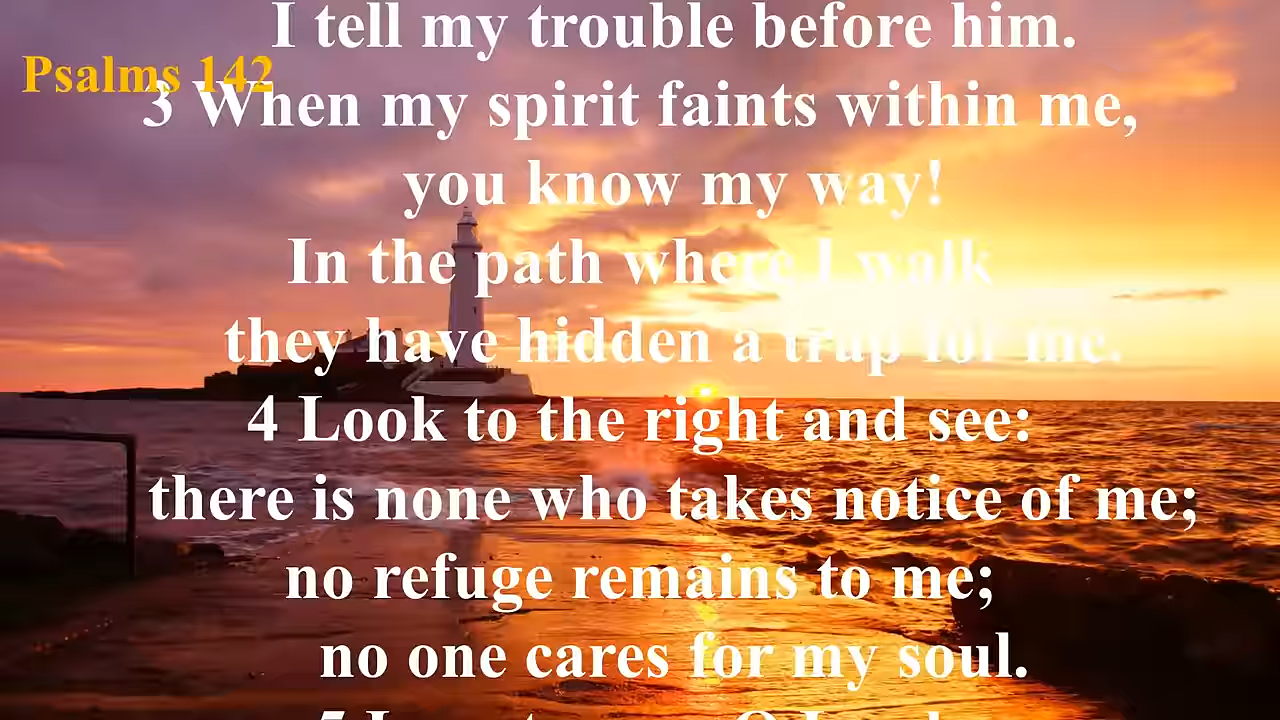 I tell my trouble before him.
Psalms 142
3 When my spirit faints within me,
you know my way!
In the path where I walk
they have hidden a trap for me.
4 Look to the right and see:
there is none who takes notice of me;
no refuge remains to me;
no one cares for my soul.